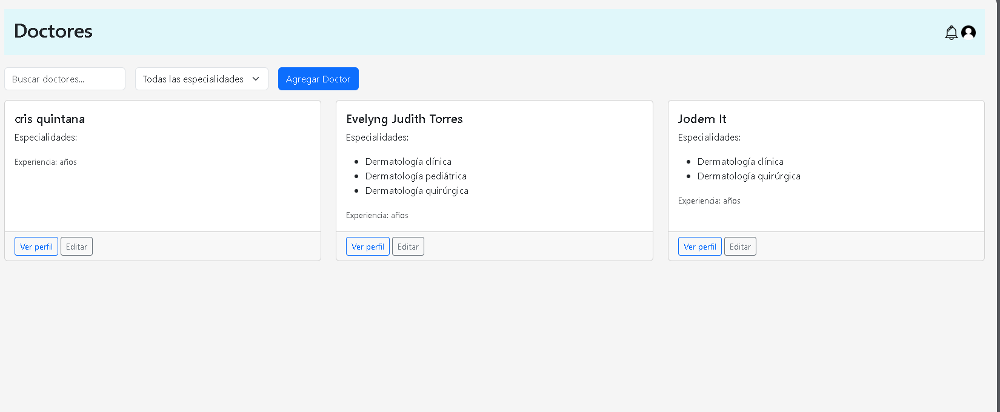 Doctores
Buscar doctores...
Todas las especialidades
Agregar Doctor
cris quintana
Especialidades:
Experiencia: años
Ver perfil
Editar
Evelyng Judith Torres
Especialidades:
Dermatología clínica
Dermatología pediátrica
Dermatología quirúrgica
Experiencia: años
Ver perfil
Editar
Jodem It
Especialidades:
Dermatología clínica
Dermatología quirúrgica
Experiencia: años
Ver perfil
Editar